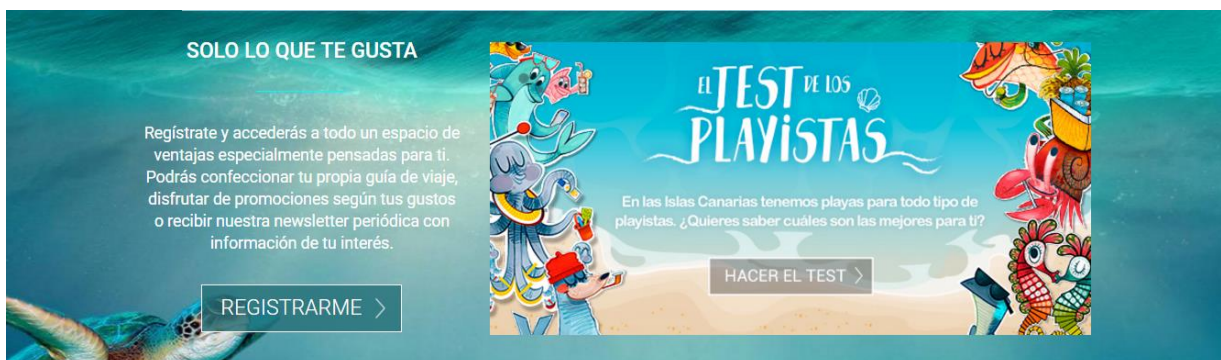 SOLO LO QUE TE GUSTA
Regístrate y accederás a todo un espacio de
ventajas especialmente pensadas para ti.
Podrás confeccionar tu propia guía de viaje,
disfrutar de promociones según tus gustos
o recibir nuestra newsletter periódica con
información de tu interés.
REGISTRARME
EL TEST DE LOS
PLAYiSTAS
En las Islas Canarias tenemos playas para todo tipo de
playistas. ¿Quieres saber cuáles son las mejores para ti?
HACER EL TEST